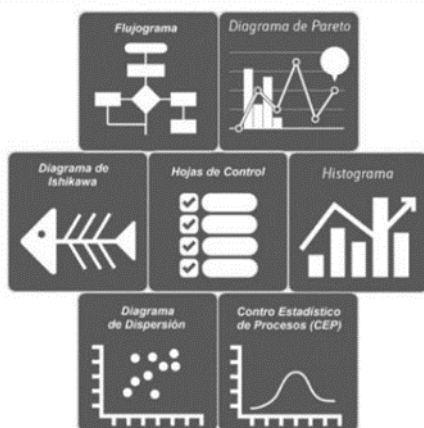 Flujograma
Diagrama de Pareto
Diagrama de
Ishikawa
Hojas de Control
Histograma
Diagrama
de Dispersión
Contro Estadístico
de Procesos (CEP)